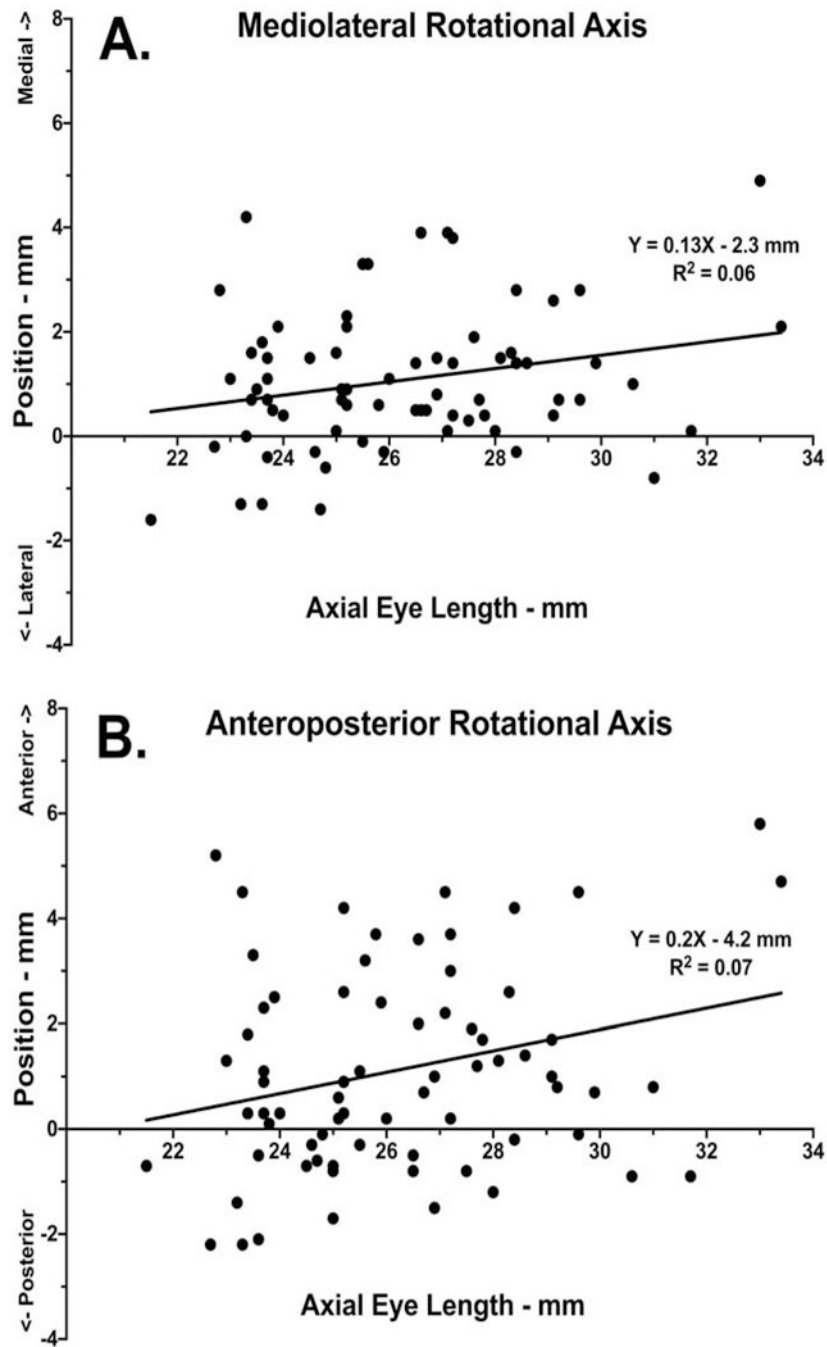 A.
Mediolateral Rotational Axis
Medial ->
8
6
4
2
0
-2
-4
Position - mm
<- Lateral
Y = 0.13X - 2.3 mm
R² = 0.06
22 24 26 28 30 32 34
Axial Eye Length - mm
B.
Anteroposterior Rotational Axis
Anterior ->
8
6
4
2
0
-2
-4
Position - mm
<- Posterior
Y = 0.2X - 4.2 mm
R² = 0.07
22 24 26 28 30 32 34
Axial Eye Length - mm